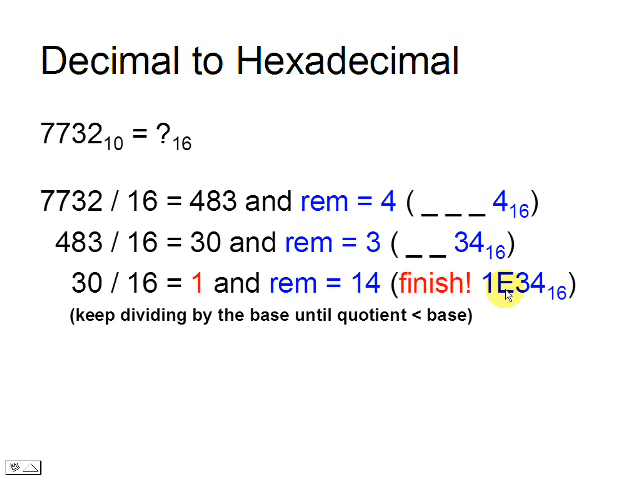 Decimal to Hexadecimal
7732₁₀ = ?₁₆
7732 / 16 = 483 and rem = 4 ( _ _ _ 4₁₆)
483 / 16 = 30 and rem = 3 ( _ _ 34₁₆)
30 / 16 = 1 and rem = 14 (finish! 1E34₁₆)
(keep dividing by the base until quotient < base)